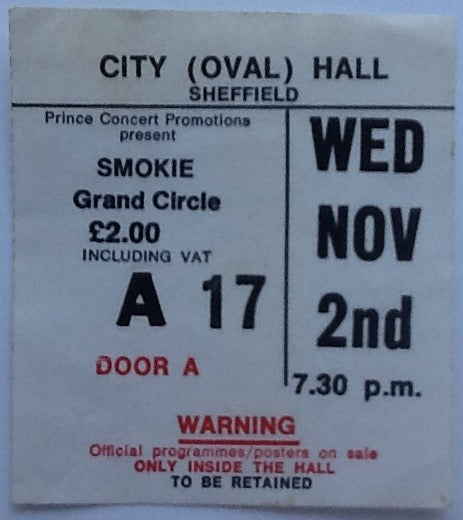 CITY (OVAL) HALL
SHEFFIELD
Prince Concert Promotions
present
SMOKIE
Grand Circle
£2.00
INCLUDING VAT
A 17
DOOR A
WED
NOV
2nd
7.30 p.m.
WARNING
Official programmes/posters on sale
ONLY INSIDE THE HALL
TO BE RETAINED